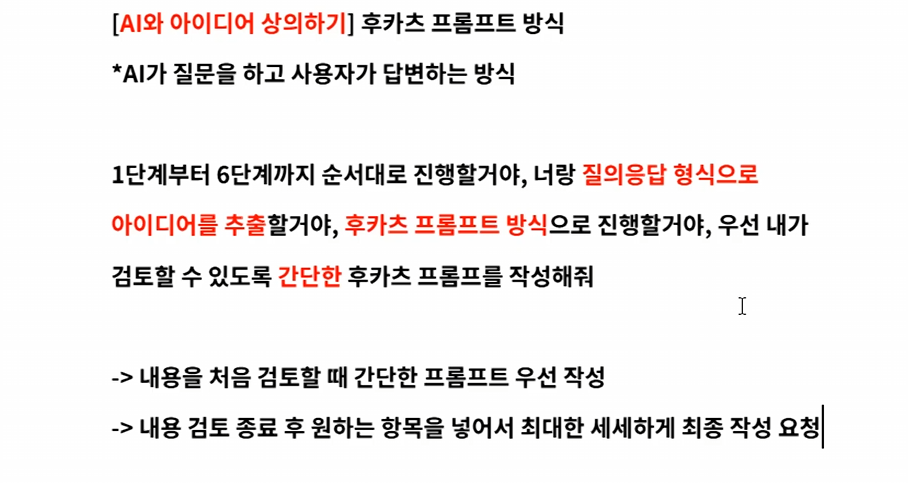 [AI와 아이디어 상의하기] 후카츠 프롬프트 방식
*AI가 질문을 하고 사용자가 답변하는 방식
1단계부터 6단계까지 순서대로 진행할거야, 너랑 질의응답 형식으로
아이디어를 추출할거야, 후카츠 프롬프트 방식으로 진행할거야, 우선 내가
검토할 수 있도록 간단한 후카츠 프롬프를 작성해줘
-> 내용을 처음 검토할 때 간단한 프롬프트 우선 작성
-> 내용 검토 종료 후 원하는 항목을 넣어서 최대한 세세하게 최종 작성 요청